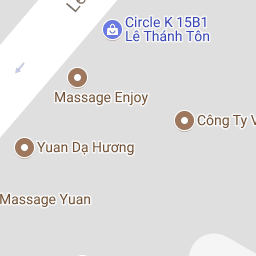 Circle K 15B1
Lê Thánh Tôn
Massage Enjoy
Công Ty V
Yuan Dạ Hương
Massage Yuan